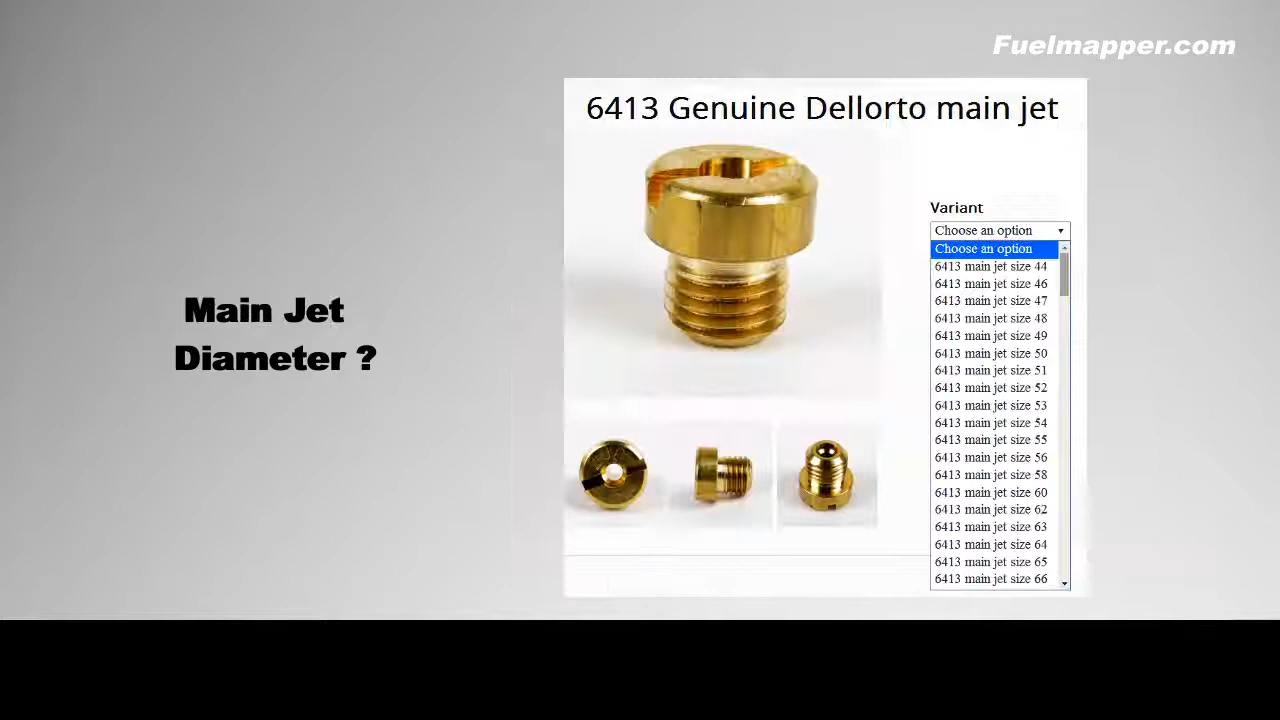 Fuelmapper.com
6413 Genuine Dellorto main jet
Main Jet
Diameter ?
Variant
Choose an option
Choose an option
6413 main jet size 44
6413 main jet size 46
6413 main jet size 47
6413 main jet size 48
6413 main jet size 49
6413 main jet size 50
6413 main jet size 51
6413 main jet size 52
6413 main jet size 53
6413 main jet size 54
6413 main jet size 55
6413 main jet size 56
6413 main jet size 58
6413 main jet size 60
6413 main jet size 62
6413 main jet size 63
6413 main jet size 64
6413 main jet size 65
6413 main jet size 66